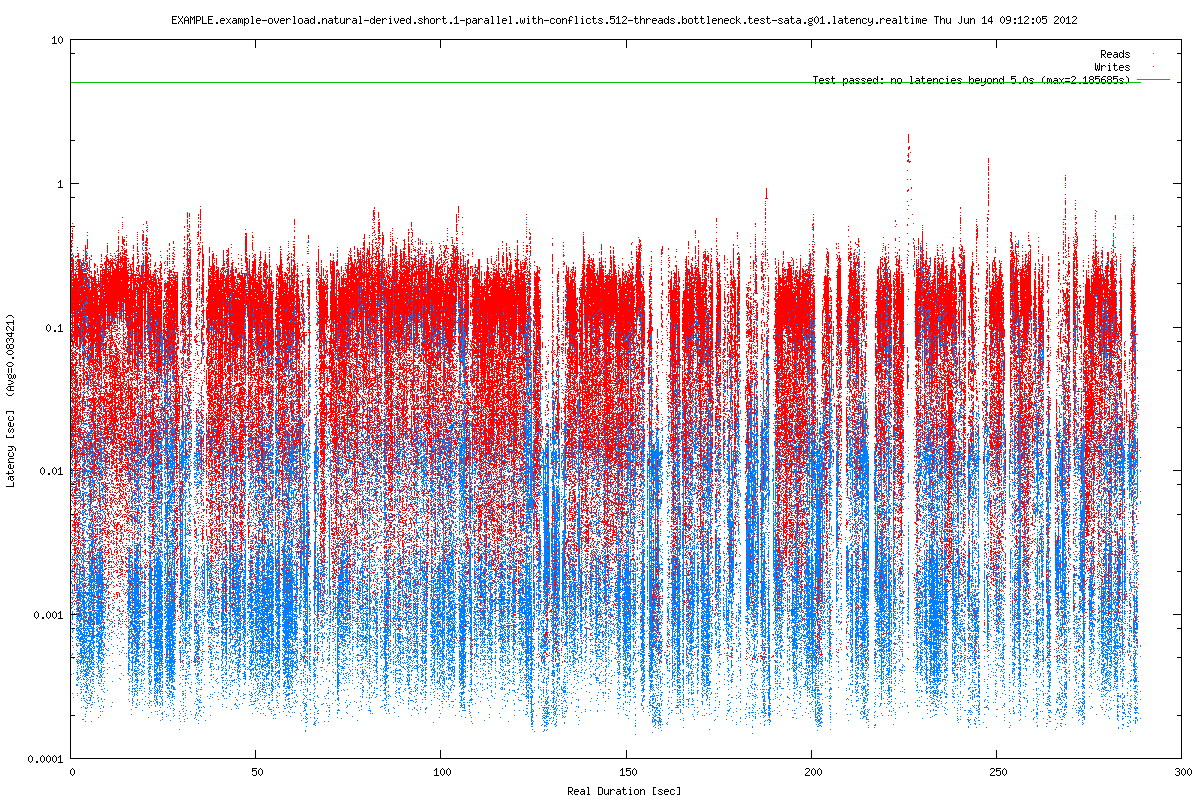 EXAMPLE.example-overload.natural-derived.short.1-parallel.with-conflicts.512-threads.bottleneck.test-sata.g01.latency.realtime Thu Jun 14 09:12:05 2012
Reads
Writes
Test passed: no latencies beyond 5.0s (max=2.185685s)
10
1
0.1
0.01
0.001
0.0001
Latency [sec] (Avg=0.083421)
0 50 100 150 200 250 300
Real Duration [sec]